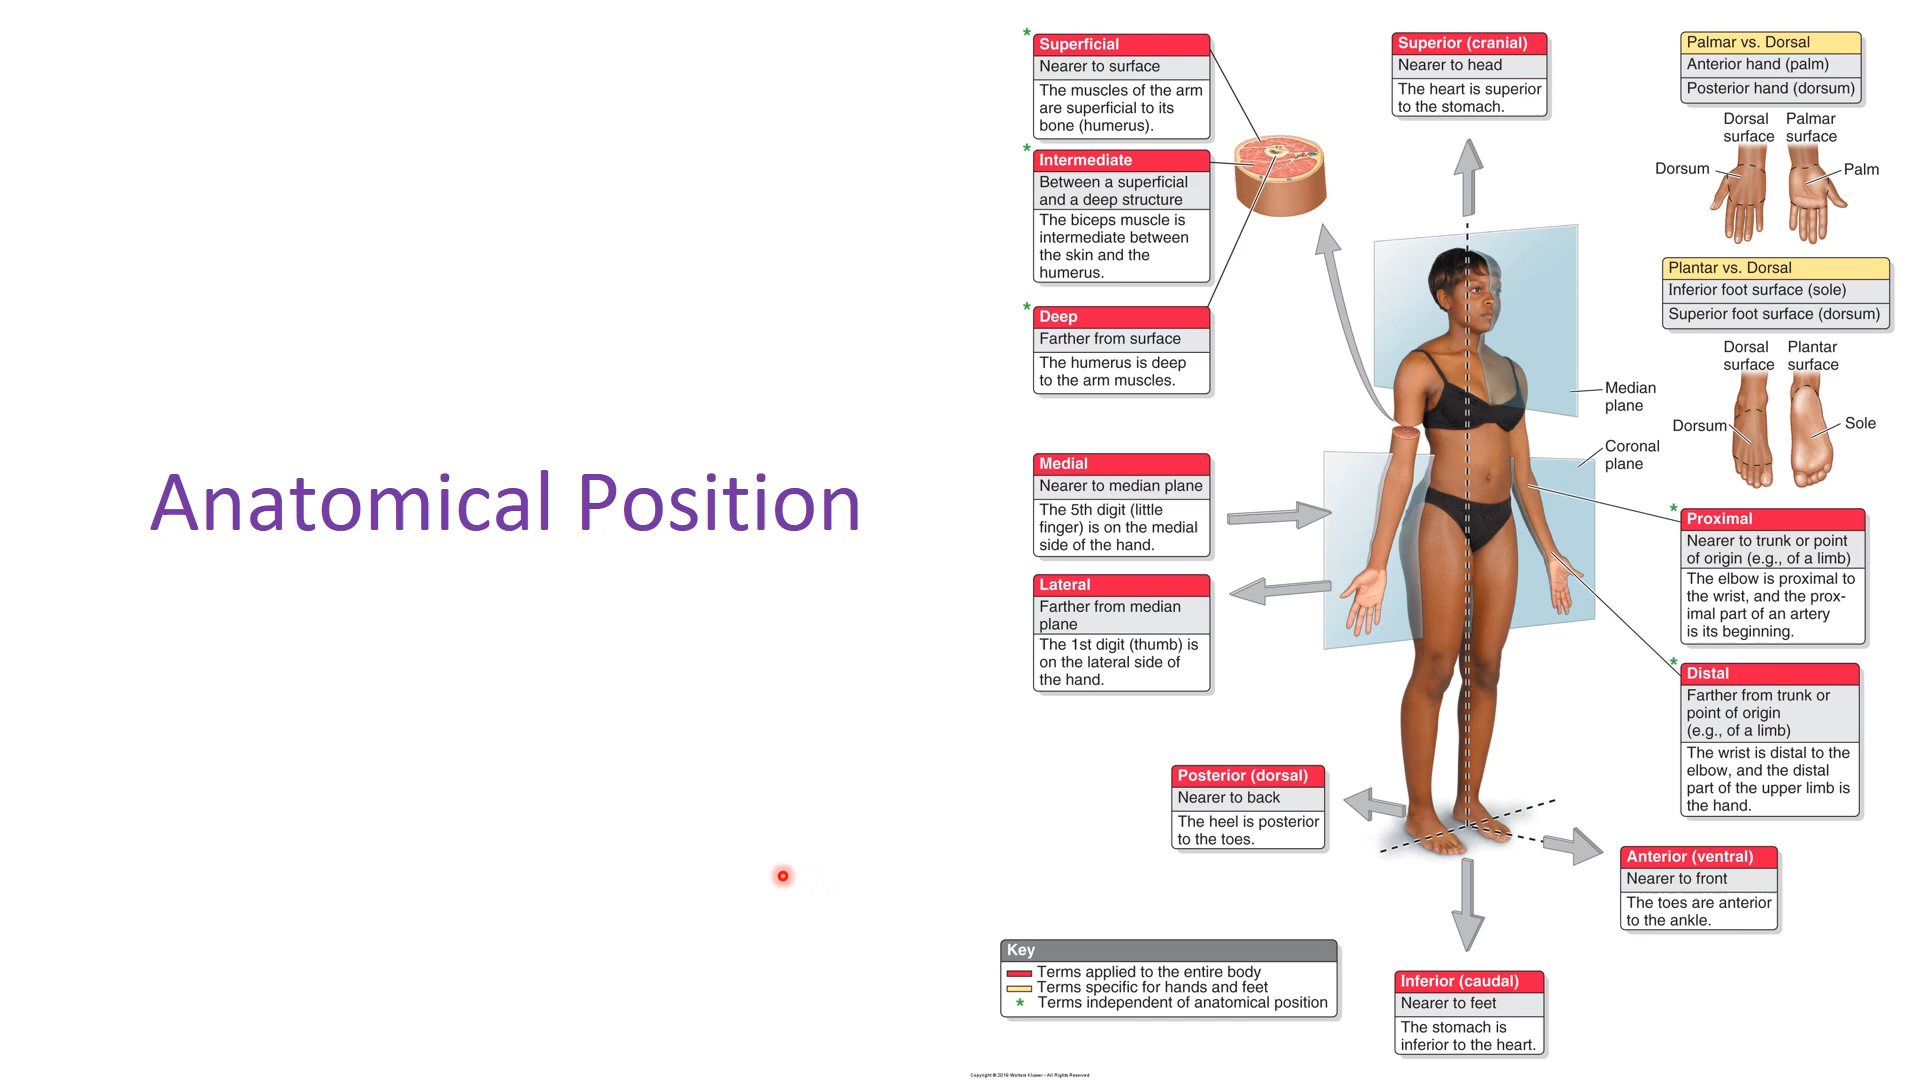 Anatomical Position
* Superficial
Nearer to surface
The muscles of the arm
are superficial to its
bone (humerus).
* Intermediate
Between a superficial
and a deep structure
The biceps muscle is
intermediate between
the skin and the
humerus.
* Deep
Farther from surface
The humerus is deep
to the arm muscles.
Medial
Nearer to median plane
The 5th digit (little
finger) is on the medial
side of the hand.
Lateral
Farther from median
plane
The 1st digit (thumb) is
on the lateral side of
the hand.
Superior (cranial)
Nearer to head
The heart is superior
to the stomach.
Median
plane
Coronal
plane
Palmar vs. Dorsal
Anterior hand (palm)
Posterior hand (dorsum)
Dorsal
surface
Palmar
surface
Dorsum
Palm
Plantar vs. Dorsal
Inferior foot surface (sole)
Superior foot surface (dorsum)
Dorsal
surface
Plantar
surface
Dorsum
Sole
* Proximal
Nearer to trunk or point
of origin (e.g., of a limb)
The elbow is proximal to
the wrist, and the prox-
imal part of an artery
is its beginning.
* Distal
Farther from trunk or
point of origin
(e.g., of a limb)
The wrist is distal to the
elbow, and the distal
part of the upper limb is
the hand.
Posterior (dorsal)
Nearer to back
The heel is posterior
to the toes.
Anterior (ventral)
Nearer to front
The toes are anterior
to the ankle.
Inferior (caudal)
Nearer to feet
The stomach is
inferior to the heart.
Key
Terms applied to the entire body
Terms specific for hands and feet
* Terms independent of anatomical position
Copyright © 2019 Wolters Kluwer - All Rights Reserved